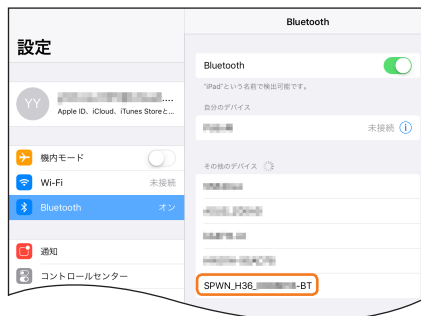 設定
YY
Apple ID、iCloud、iTunes Storeと...
機内モード
Wi-Fi 未接続
Bluetooth オン
通知
コントロールセンター
Bluetooth
Bluetooth
"iPad"という名前で検出可能です。
自分のデバイス
未接続
その他のデバイス
SPWN_H36_ -BT